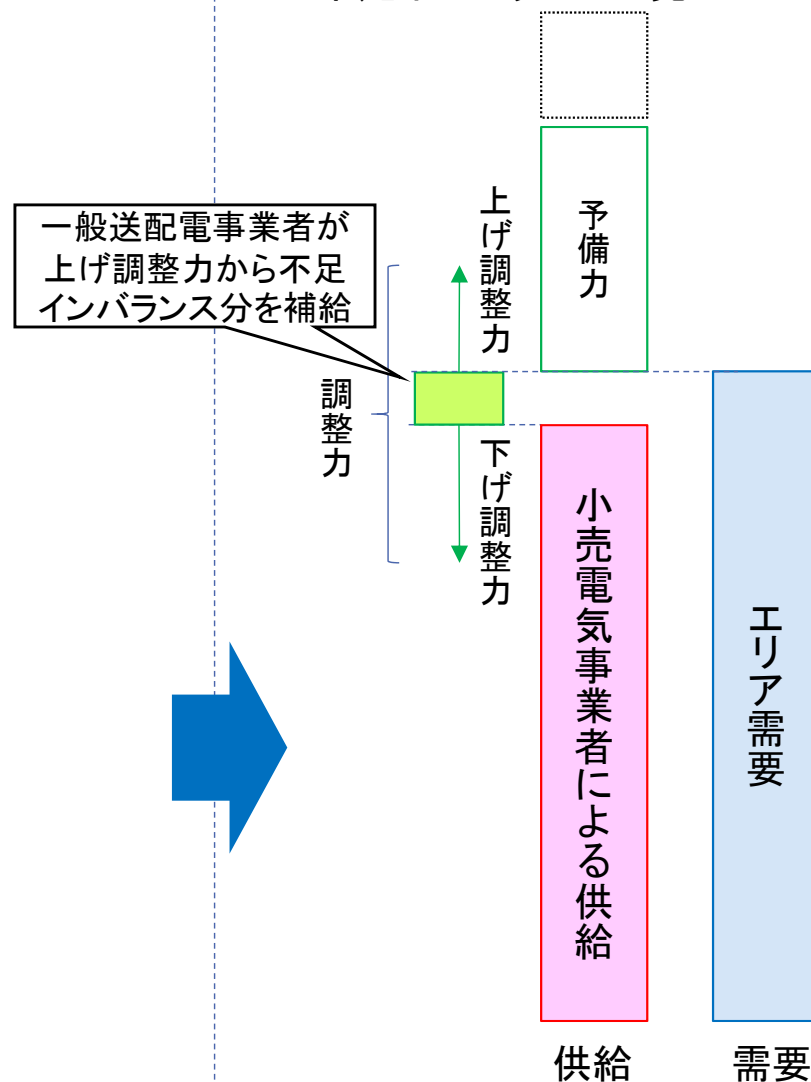 一般送配電事業者が
上げ調整力から不足
インバランス分を補給
調整力
上げ調整力
下げ調整力
予備力
小売電気事業者による供給
エリア需要
供給
需要